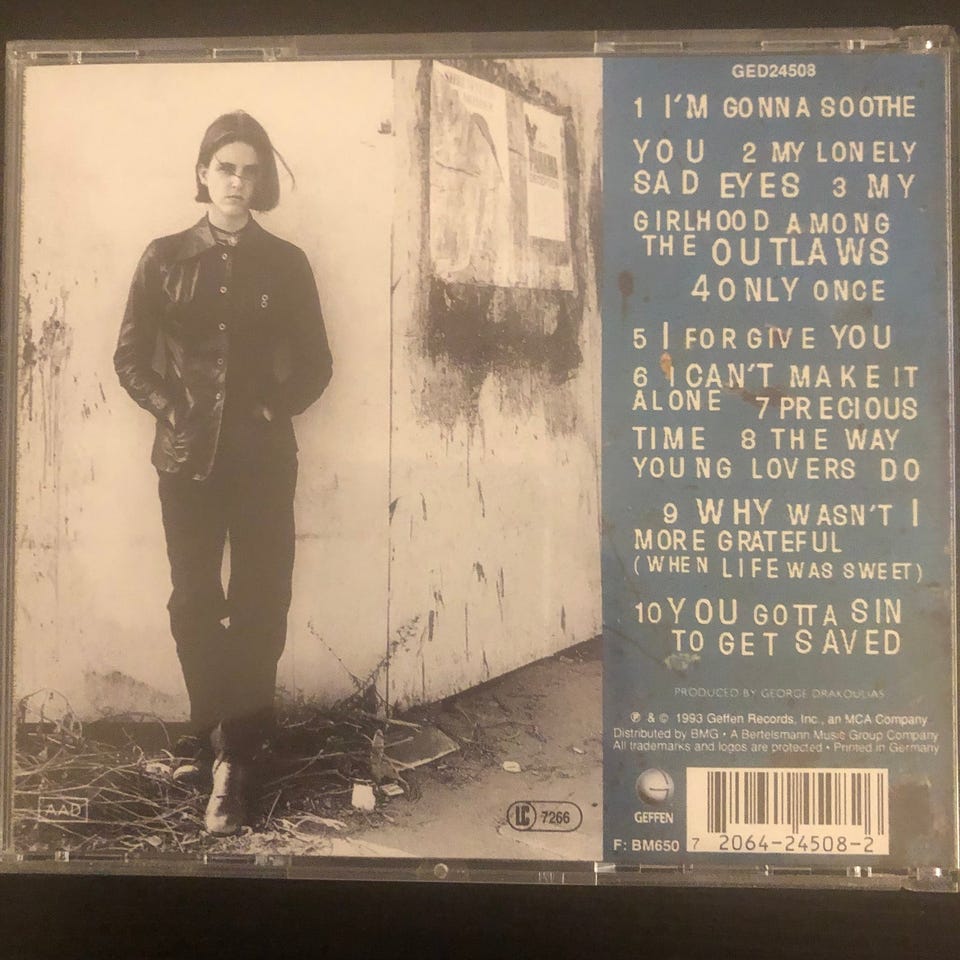 GED24508
1 I'M GONNA SOOTHE
YOU 2 MY LONELY
SAD EYES 3 MY
GIRLHOOD AMONG
THE OUTLAWS
4 ONLY ONCE
5 I FORGIVE YOU
6 I CAN'T MAKE IT
ALONE 7 PRECIOUS
TIME 8 THE WAY
YOUNG LOVERS DO
9 WHY WASN'T I
MORE GRATEFUL
(WHEN LIFE WAS SWEET)
10 YOU GOTTA SIN
TO GET SAVED
PRODUCED BY GEORGE DRAKOULIAS
℗ & © 1993 Geffen Records, Inc., an MCA Company
Distributed by BMG • A Bertelsmann Music Group Company
All trademarks and logos are protected • Printed in Germany
GEFFEN
F: BM650
7 2064-24508-2
AAD
LC 7266